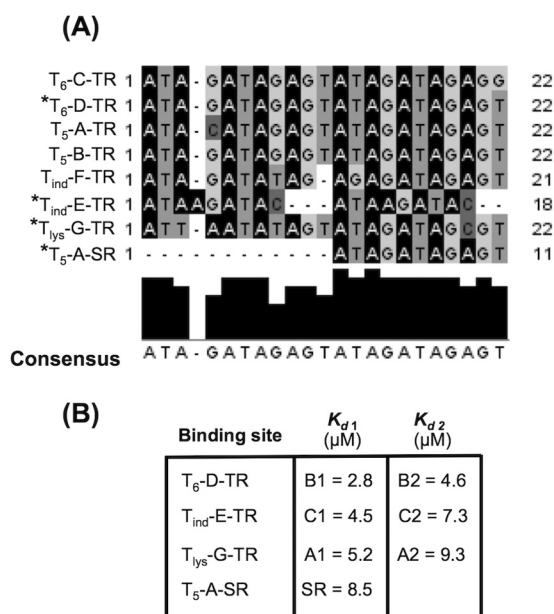 (A)
T6-C-TR 1 ATA-GATAGAGTATAGATAGAGG 22
*T6-D-TR 1 ATA-GATAGAGTATAGATAGAGT 22
T5-A-TR 1 ATA-CATAGAGTATAGATAGAGT 22
T5-B-TR 1 ATA-GATAGAGTATAGATAGAGT 22
Tind-F-TR 1 ATA-GATATAG-AGAGATAGAGT 21
*Tind-E-TR 1 ATAAGATAC---ATAAGATAC-- 18
*Tlys-G-TR 1 ATT-AATATAGTATAGATAGCGT 22
*T5-A-SR 1 ------------ATAGATAGAGT 11
Consensus ATA-GATAGAGTATAGATAGAGT
(B)
Binding site Kd 1 (µM) Kd 2 (µM)
T6-D-TR B1 = 2.8 B2 = 4.6
Tind-E-TR C1 = 4.5 C2 = 7.3
Tlys-G-TR A1 = 5.2 A2 = 9.3
T5-A-SR SR = 8.5